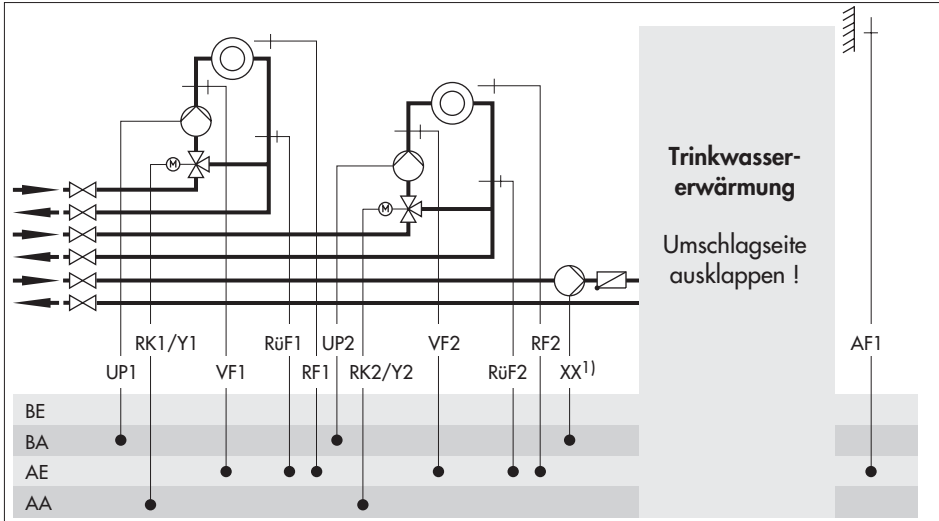 M
M
Trinkwasser-
erwärmung
Umschlagseite
ausklappen !
RK1/Y1 RüF1 UP2 VF2 RF2 AF1
UP1 VF1 RF1 RK2/Y2 RüF2 XX1)
BE
BA
AE
AA